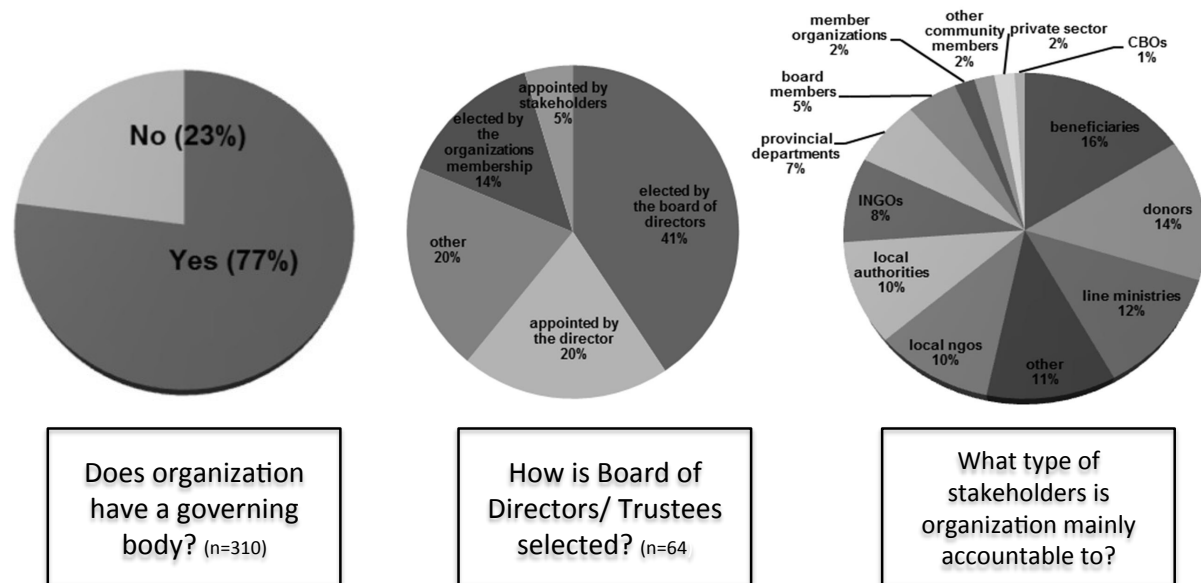 No (23%)
Yes (77%)
Does organization
have a governing
body? (n=310)
appointed by
stakeholders
5%
elected by
the
organizations
membership
14%
elected by
the board of
directors
41%
other
20%
appointed by
the director
20%
How is Board of
Directors/ Trustees
selected? (n=64
member
organizations
2%
other
community
members
2%
private sector
2%
CBOs
1%
board
members
5%
provincial
departments
7%
beneficiaries
16%
INGOs
8%
donors
14%
local
authorities
10%
line ministries
12%
local ngos
10%
other
11%
What type of
stakeholders is
organization mainly
accountable to?